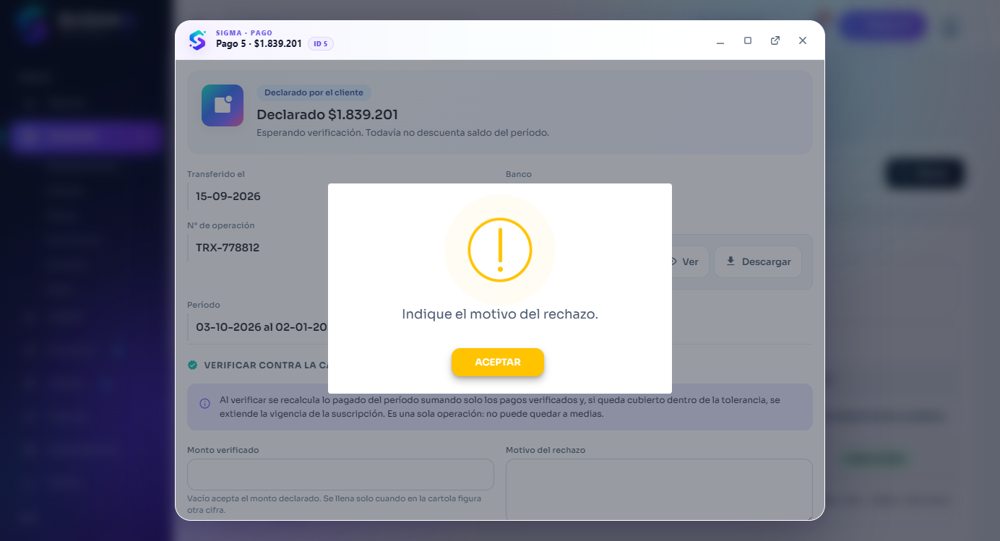 SIGMA · PAGO
Pago 5 · $1.839.201
ID 5
Declarado por el cliente
Declarado $1.839.201
Esperando verificación. Todavía no descuenta saldo del período.
Transferido el
Banco
15-09-2026
N° de operación
TRX-778812
Ver
Descargar
Período
03-10-2026 al 02-01-20
Indique el motivo del rechazo.
ACEPTAR
VERIFICAR CONTRA LA CA
Al verificar se recalcula lo pagado del período sumando solo los pagos verificados y, si queda cubierto dentro de la tolerancia, se
extiende la vigencia de la suscripción. Es una sola operación: no puede quedar a medias.
Monto verificado
Motivo del rechazo
Vacío acepta el monto declarado. Se llena solo cuando en la cartola figura
otra cifra.